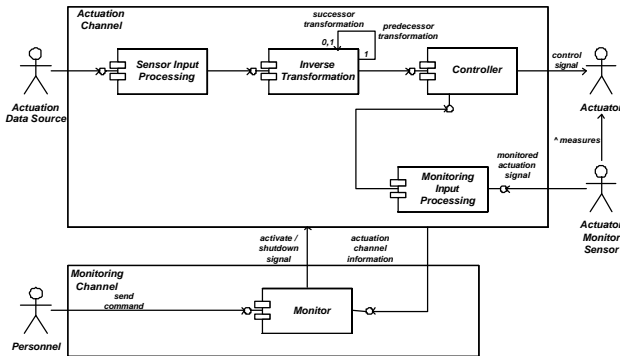 Actuation
Channel
successor
transformation
predecessor
transformation
0,1
1
Sensor Input
Processing
Inverse
Transformation
Controller
control
signal
Actuation
Data Source
Actuator
^ measures
monitored
actuation
signal
Monitoring
Input
Processing
Actuator
Monitor
Sensor
activate /
shutdown
signal
actuation
channel
information
Monitoring
Channel
send
command
Monitor
Personnel